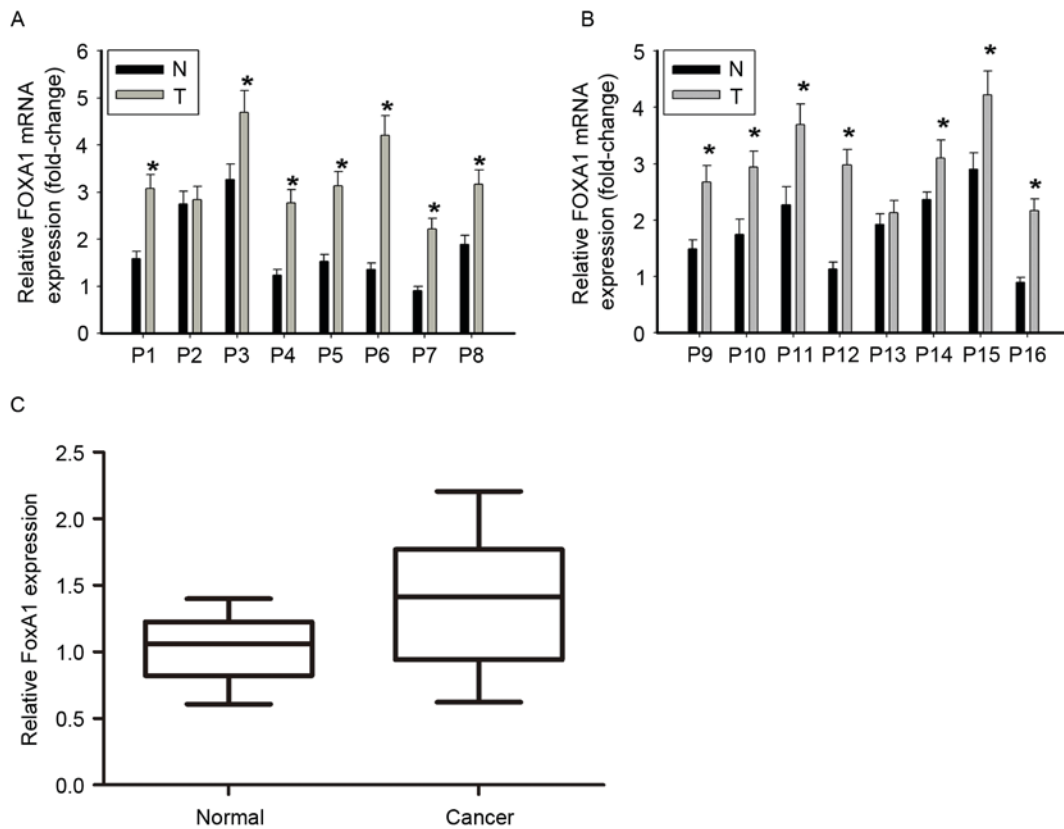 A
Relative FOXA1 mRNA
expression (fold-change)
6
5
4
3
2
1
0
N
T
*
*
*
*
*
*
*
P1 P2 P3 P4 P5 P6 P7 P8
B
Relative FOXA1 mRNA
expression (fold-change)
5
4
3
2
1
0
N
T
*
*
*
*
*
*
*
P9 P10 P11 P12 P13 P14 P15 P16
C
Relative FoxA1 expression
2.5
2.0
1.5
1.0
0.5
0.0
Normal Cancer